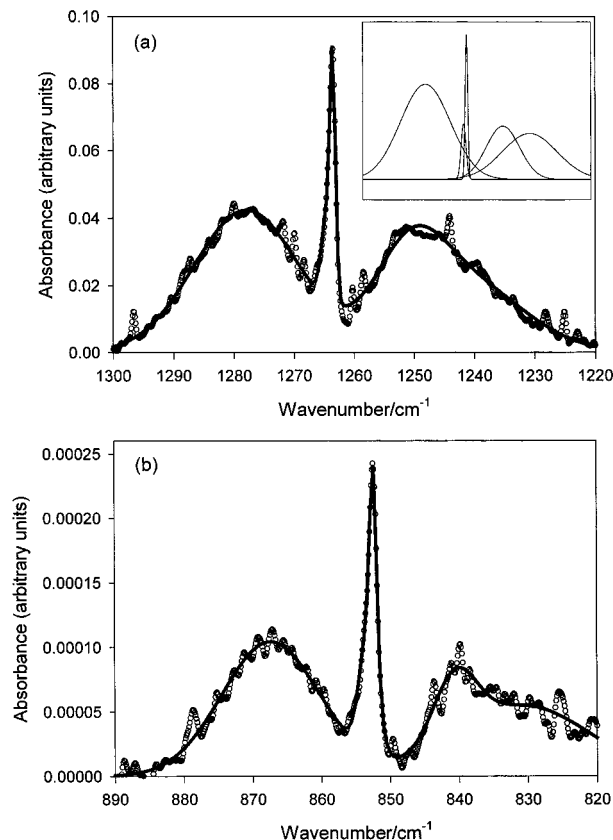 (a)
Absorbance (arbitrary units)
0.10
0.08
0.06
0.04
0.02
0.00
1300 1290 1280 1270 1260 1250 1240 1230 1220
Wavenumber/cm⁻¹
(b)
Absorbance (arbitrary units)
0.00025
0.00020
0.00015
0.00010
0.00005
0.00000
890 880 870 860 850 840 830 820
Wavenumber/cm⁻¹